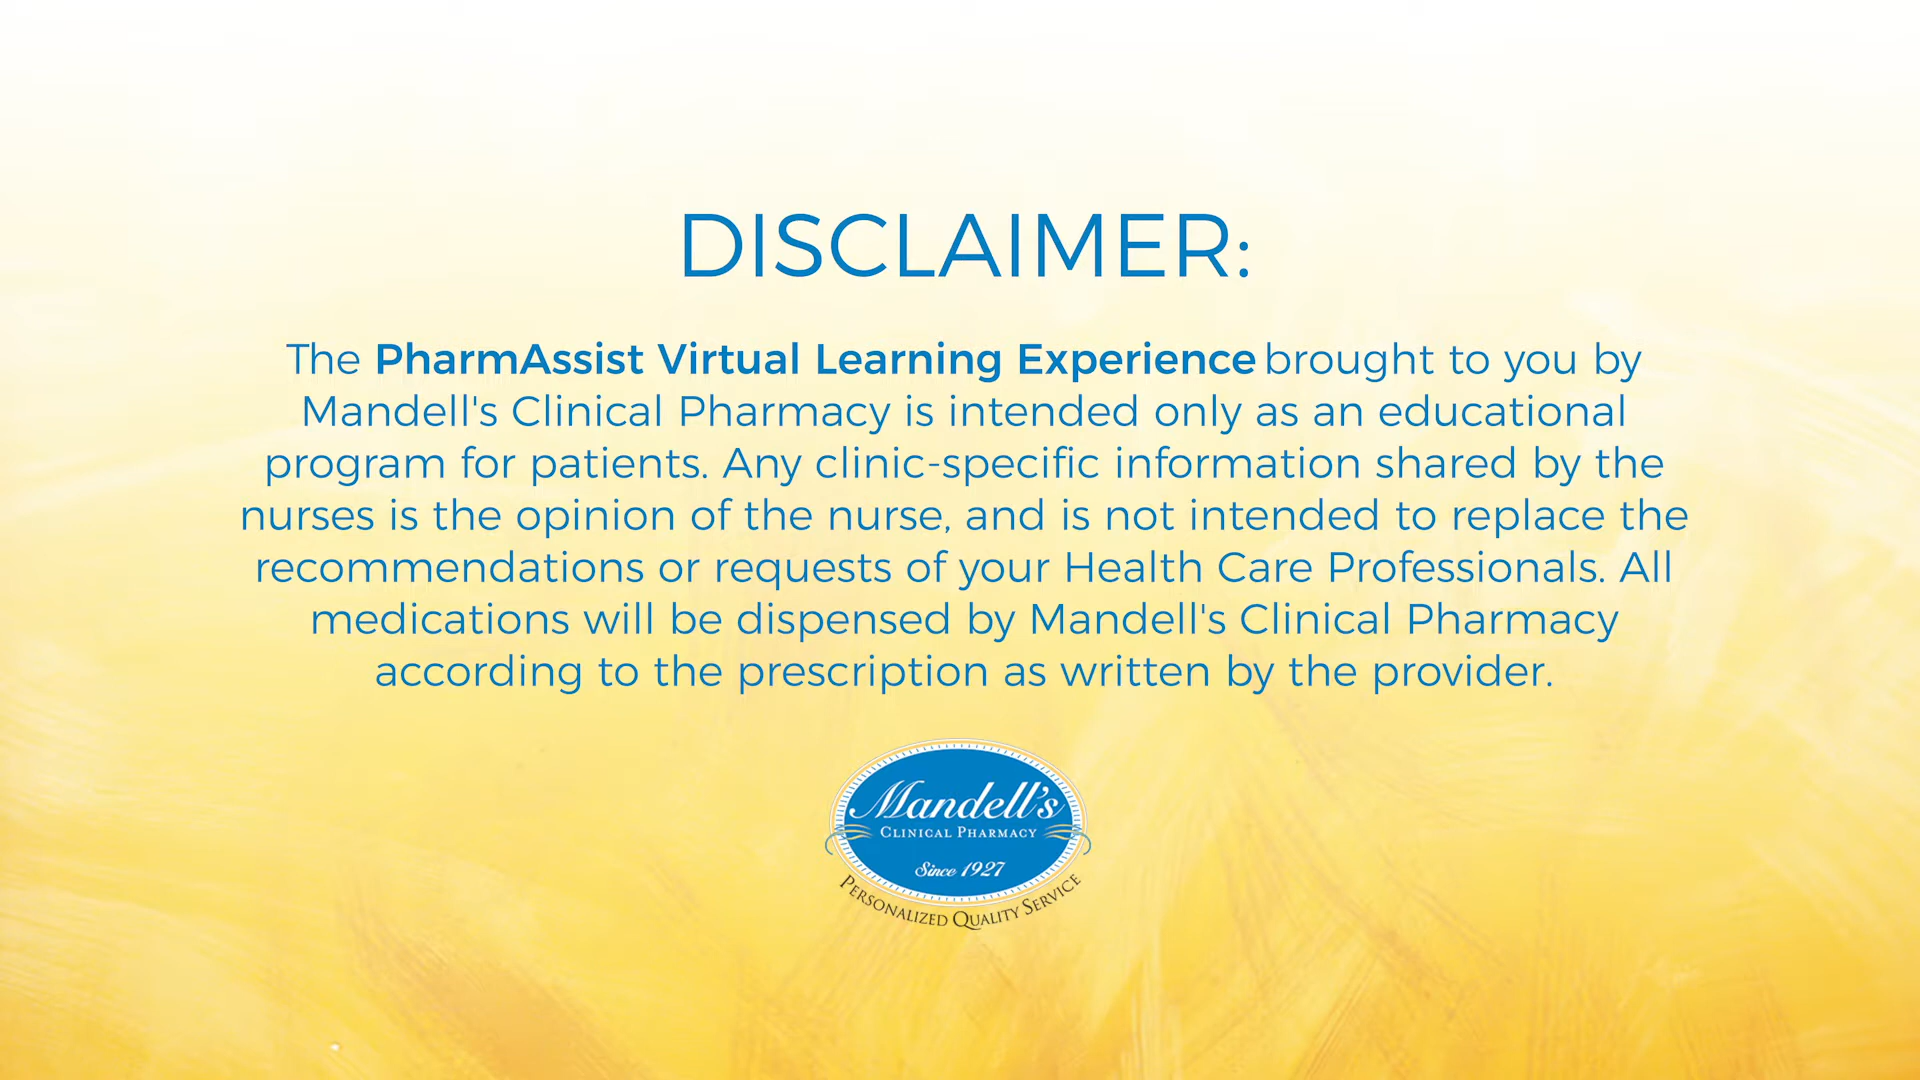 DISCLAIMER:
The PharmAssist Virtual Learning Experience brought to you by
Mandell's Clinical Pharmacy is intended only as an educational
program for patients. Any clinic-specific information shared by the
nurses is the opinion of the nurse, and is not intended to replace the
recommendations or requests of your Health Care Professionals. All
medications will be dispensed by Mandell's Clinical Pharmacy
according to the prescription as written by the provider.
Mandell's
CLINICAL PHARMACY
Since 1927
PERSONALIZED QUALITY SERVICE